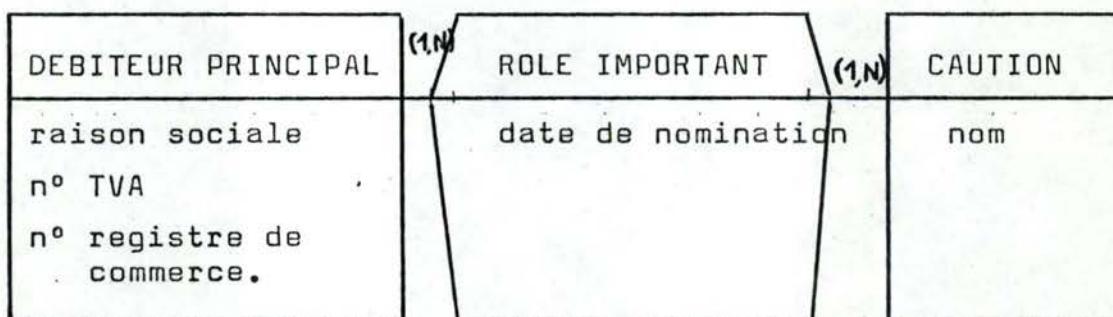 DEBITEUR PRINCIPAL (1,N) ROLE IMPORTANT (1,N) CAUTION
raison sociale date de nomination nom
n° TVA
n° registre de
commerce.